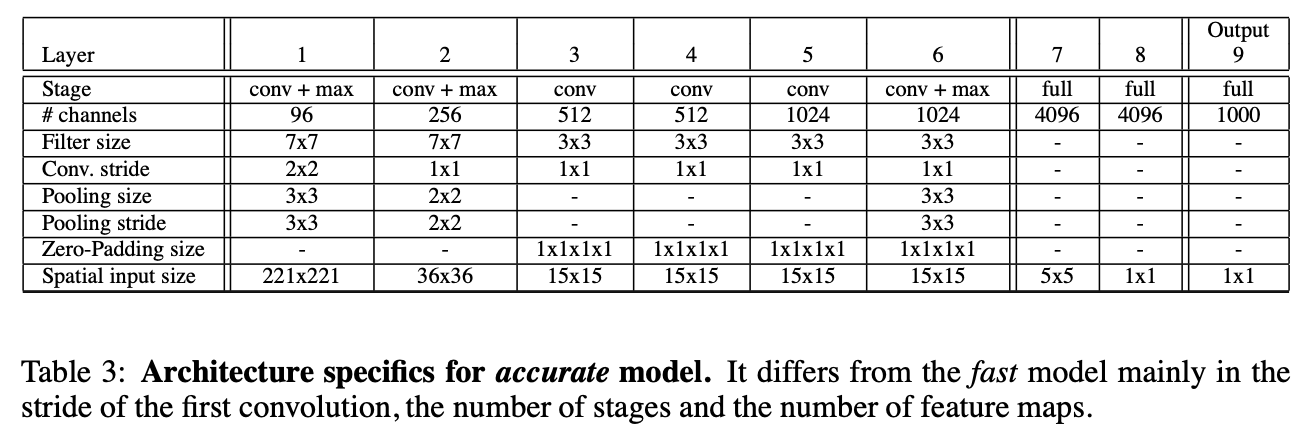 Output
Layer 1 2 3 4 5 6 7 8 9
Stage conv + max conv + max conv conv conv conv + max full full full
# channels 96 256 512 512 1024 1024 4096 4096 1000
Filter size 7x7 7x7 3x3 3x3 3x3 3x3 - - -
Conv. stride 2x2 1x1 1x1 1x1 1x1 1x1 - - -
Pooling size 3x3 2x2 - - - 3x3 - - -
Pooling stride 3x3 2x2 - - - 3x3 - - -
Zero-Padding size - - 1x1x1x1 1x1x1x1 1x1x1x1 1x1x1x1 - - -
Spatial input size 221x221 36x36 15x15 15x15 15x15 15x15 5x5 1x1 1x1
Table 3: Architecture specifics for accurate model. It differs from the fast model mainly in the
stride of the first convolution, the number of stages and the number of feature maps.